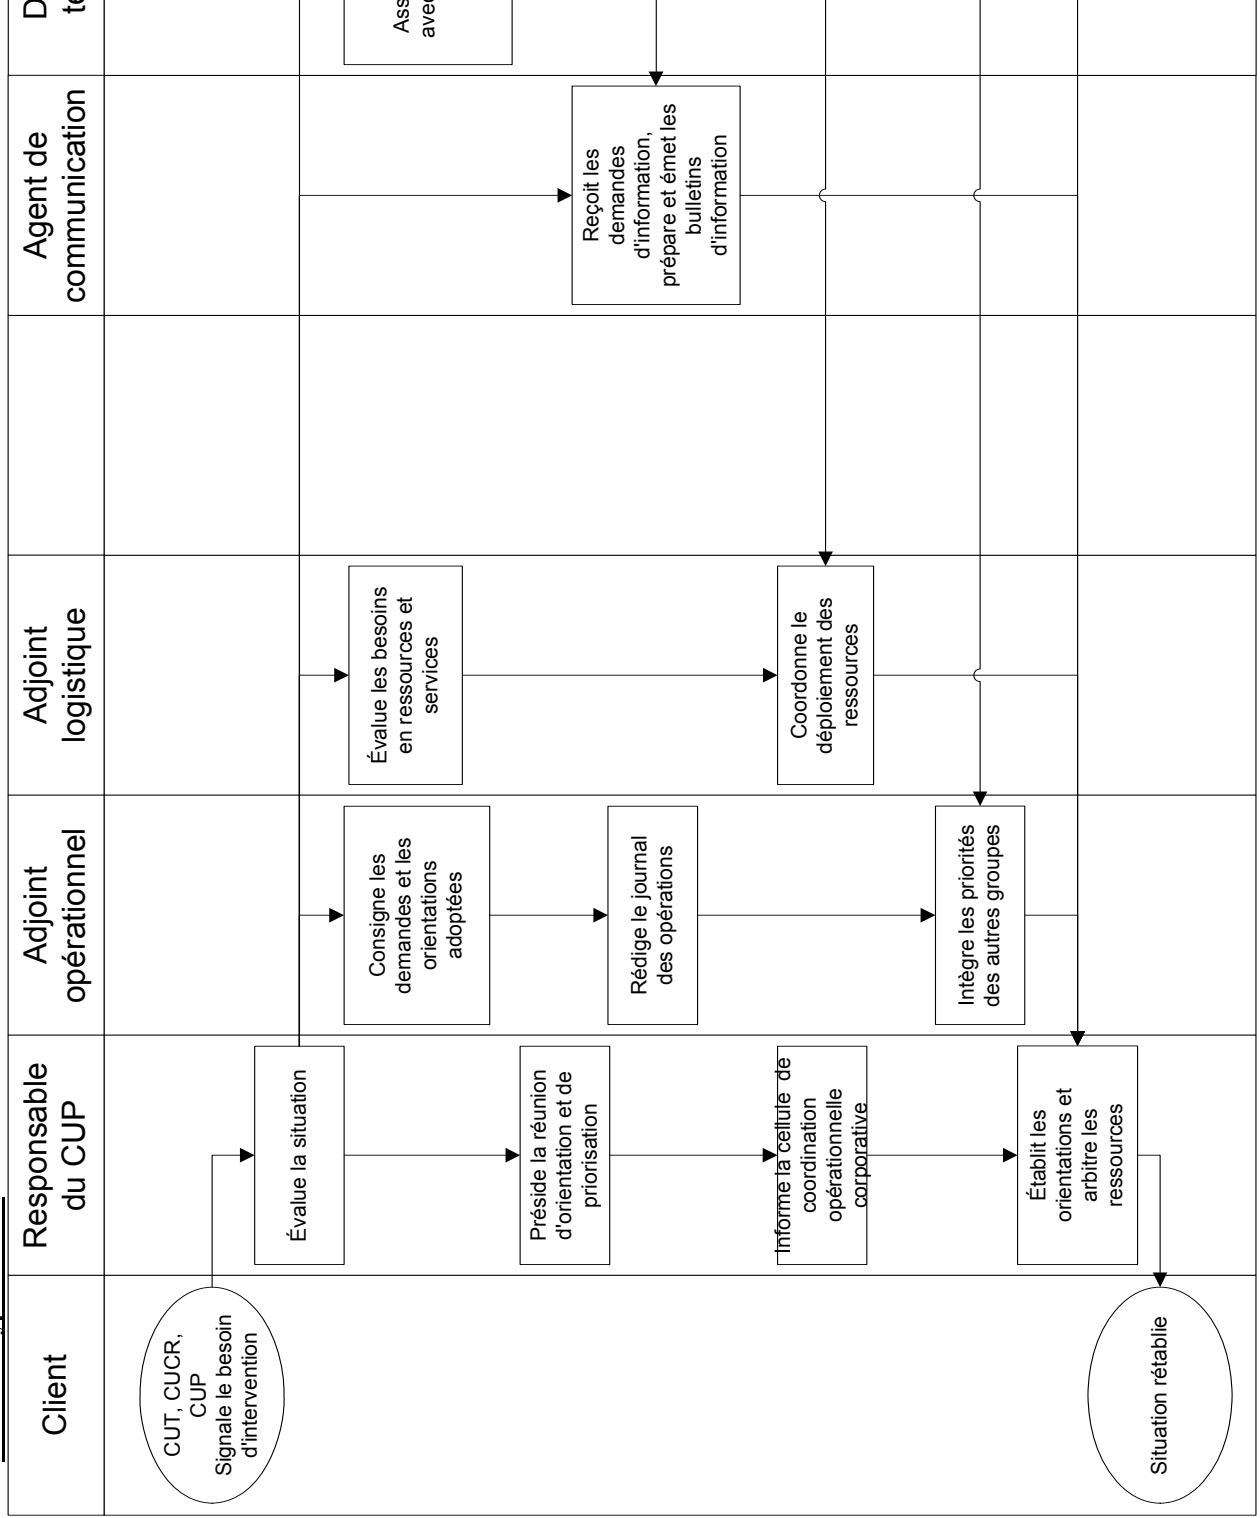 Client
CUT, CUCR,
CUP
Signale le besoin
d'intervention
Situation rétablie
Responsable
du CUP
Évalue la situation
Préside la réunion
d'orientation et de
priorisation
Informe la cellule de
coordination
opérationnelle
corporative
Établit les
orientations et
arbitre les
ressources
Adjoint
opérationnel
Consigne les
demandes et les
orientations
adoptées
Rédige le journal
des opérations
Intègre les priorités
des autres groupes
Adjoint
logistique
Évalue les besoins
en ressources et
services
Coordonne le
déploiement des
ressources
Agent de
communication
Reçoit les
demandes
d'information,
prépare et émet les
bulletins
d'information